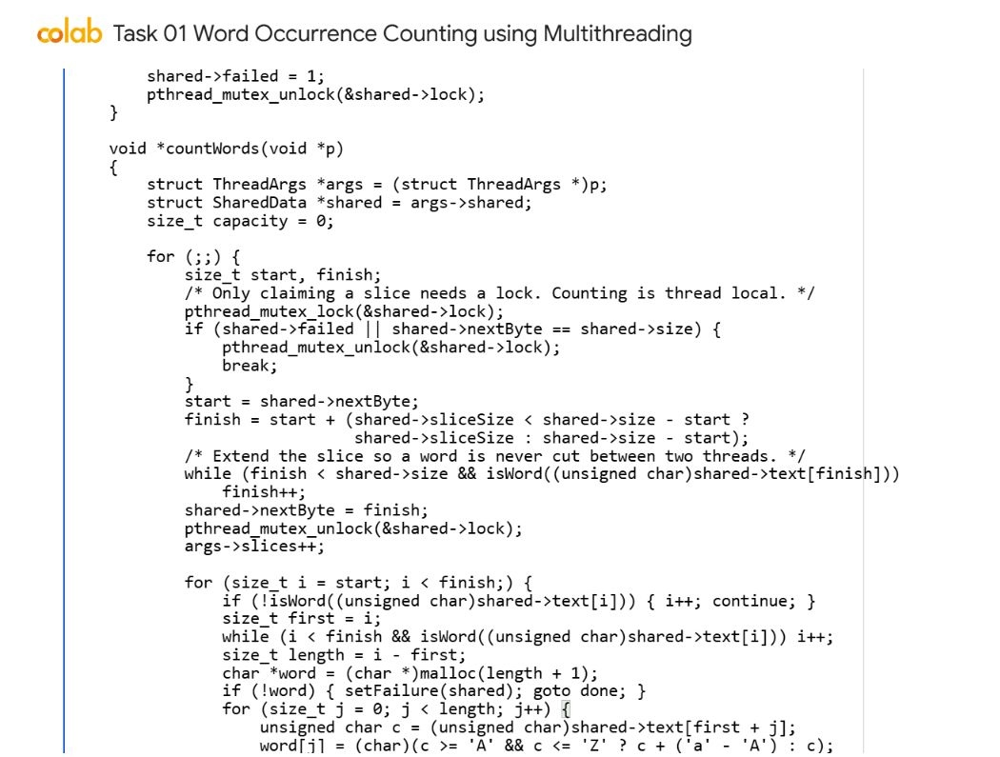 colab Task 01 Word Occurrence Counting using Multithreading
        shared->failed = 1;
        pthread_mutex_unlock(&shared->lock);
    }

    void *countWords(void *p)
    {
        struct ThreadArgs *args = (struct ThreadArgs *)p;
        struct SharedData *shared = args->shared;
        size_t capacity = 0;

        for (;;) {
            size_t start, finish;
            /* Only claiming a slice needs a lock. Counting is thread local. */
            pthread_mutex_lock(&shared->lock);
            if (shared->failed || shared->nextByte == shared->size) {
                pthread_mutex_unlock(&shared->lock);
                break;
            }
            start = shared->nextByte;
            finish = start + (shared->sliceSize < shared->size - start ?
                              shared->sliceSize : shared->size - start);
            /* Extend the slice so a word is never cut between two threads. */
            while (finish < shared->size && isWord((unsigned char)shared->text[finish]))
                finish++;
            shared->nextByte = finish;
            pthread_mutex_unlock(&shared->lock);
            args->slices++;

            for (size_t i = start; i < finish;) {
                if (!isWord((unsigned char)shared->text[i])) { i++; continue; }
                size_t first = i;
                while (i < finish && isWord((unsigned char)shared->text[i])) i++;
                size_t length = i - first;
                char *word = (char *)malloc(length + 1);
                if (!word) { setFailure(shared); goto done; }
                for (size_t j = 0; j < length; j++) {
                    unsigned char c = (unsigned char)shared->text[first + j];
                    word[j] = (char)(c >= 'A' && c <= 'Z' ? c + ('a' - 'A') : c);